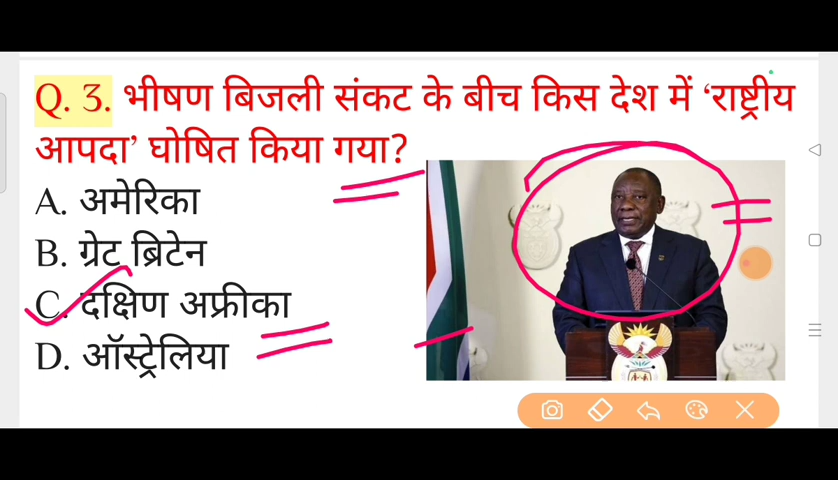 Q. 3. भीषण बिजली संकट के बीच किस देश में ‘राष्ट्रीय
आपदा’ घोषित किया गया?
A. अमेरिका
B. ग्रेट ब्रिटेन
C. दक्षिण अफ्रीका
D. ऑस्ट्रेलिया